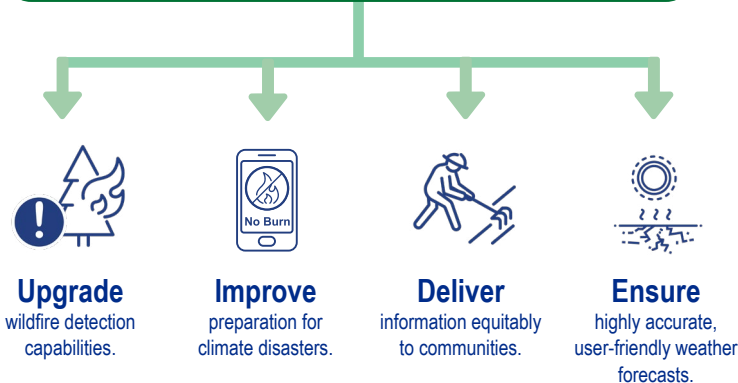 No Burn
Upgrade
wildfire detection
capabilities.
Improve
preparation for
climate disasters.
Deliver
information equitably
to communities.
Ensure
highly accurate,
user-friendly weather
forecasts.